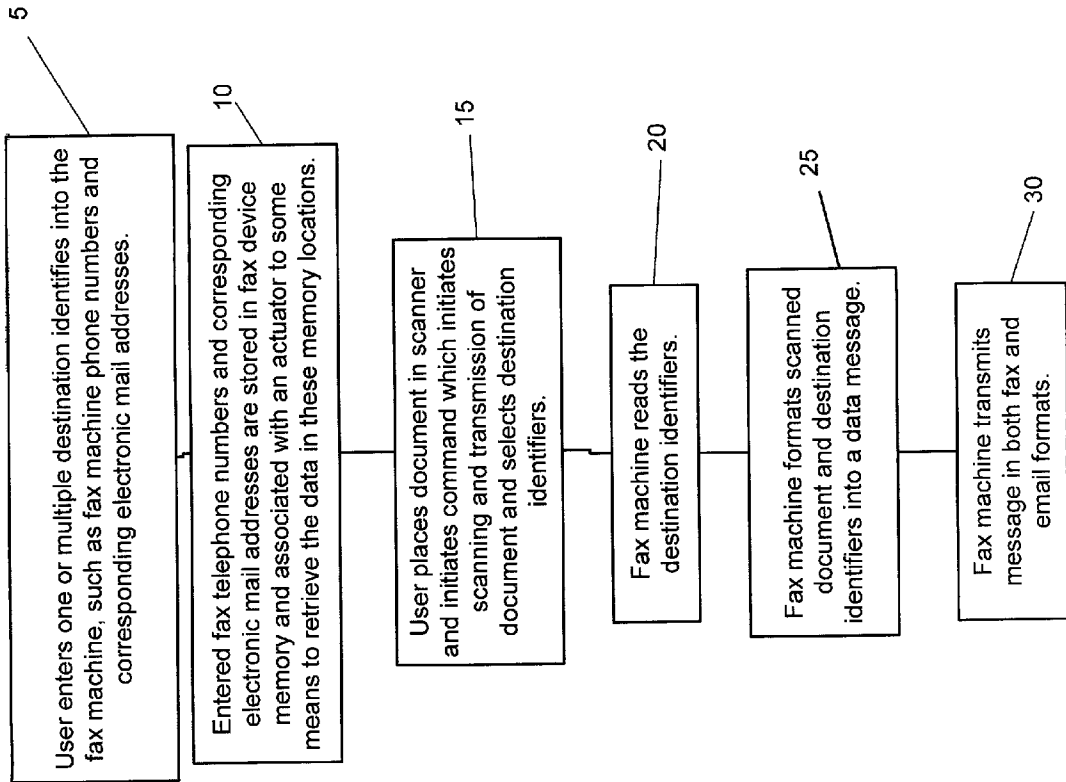 5
User enters one or multiple destination identifies into the
fax machine, such as fax machine phone numbers and
corresponding electronic mail addresses.
10
Entered fax telephone numbers and corresponding
electronic mail addresses are stored in fax device
memory and associated with an actuator to some
means to retrieve the data in these memory locations.
15
User places document in scanner
and initiates command which initiates
scanning and transmission of
document and selects destination
identifiers.
20
Fax machine reads the
destination identifiers.
25
Fax machine formats scanned
document and destination
identifiers into a data message.
30
Fax machine transmits
message in both fax and
email formats.